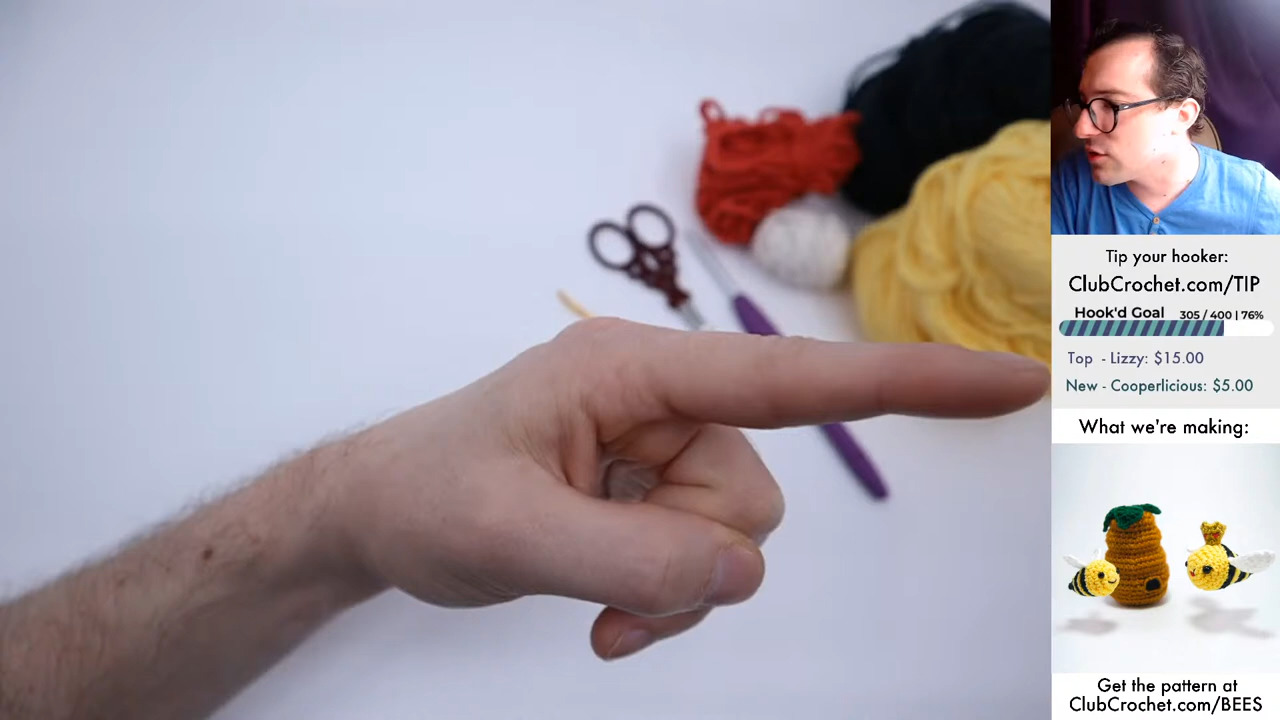 Tip your hooker:
ClubCrochet.com/TIP
Hook'd Goal 305 / 400 | 76%
Top - Lizzy: $15.00
New - Cooperlicious: $5.00
What we're making:
Get the pattern at
ClubCrochet.com/BEES